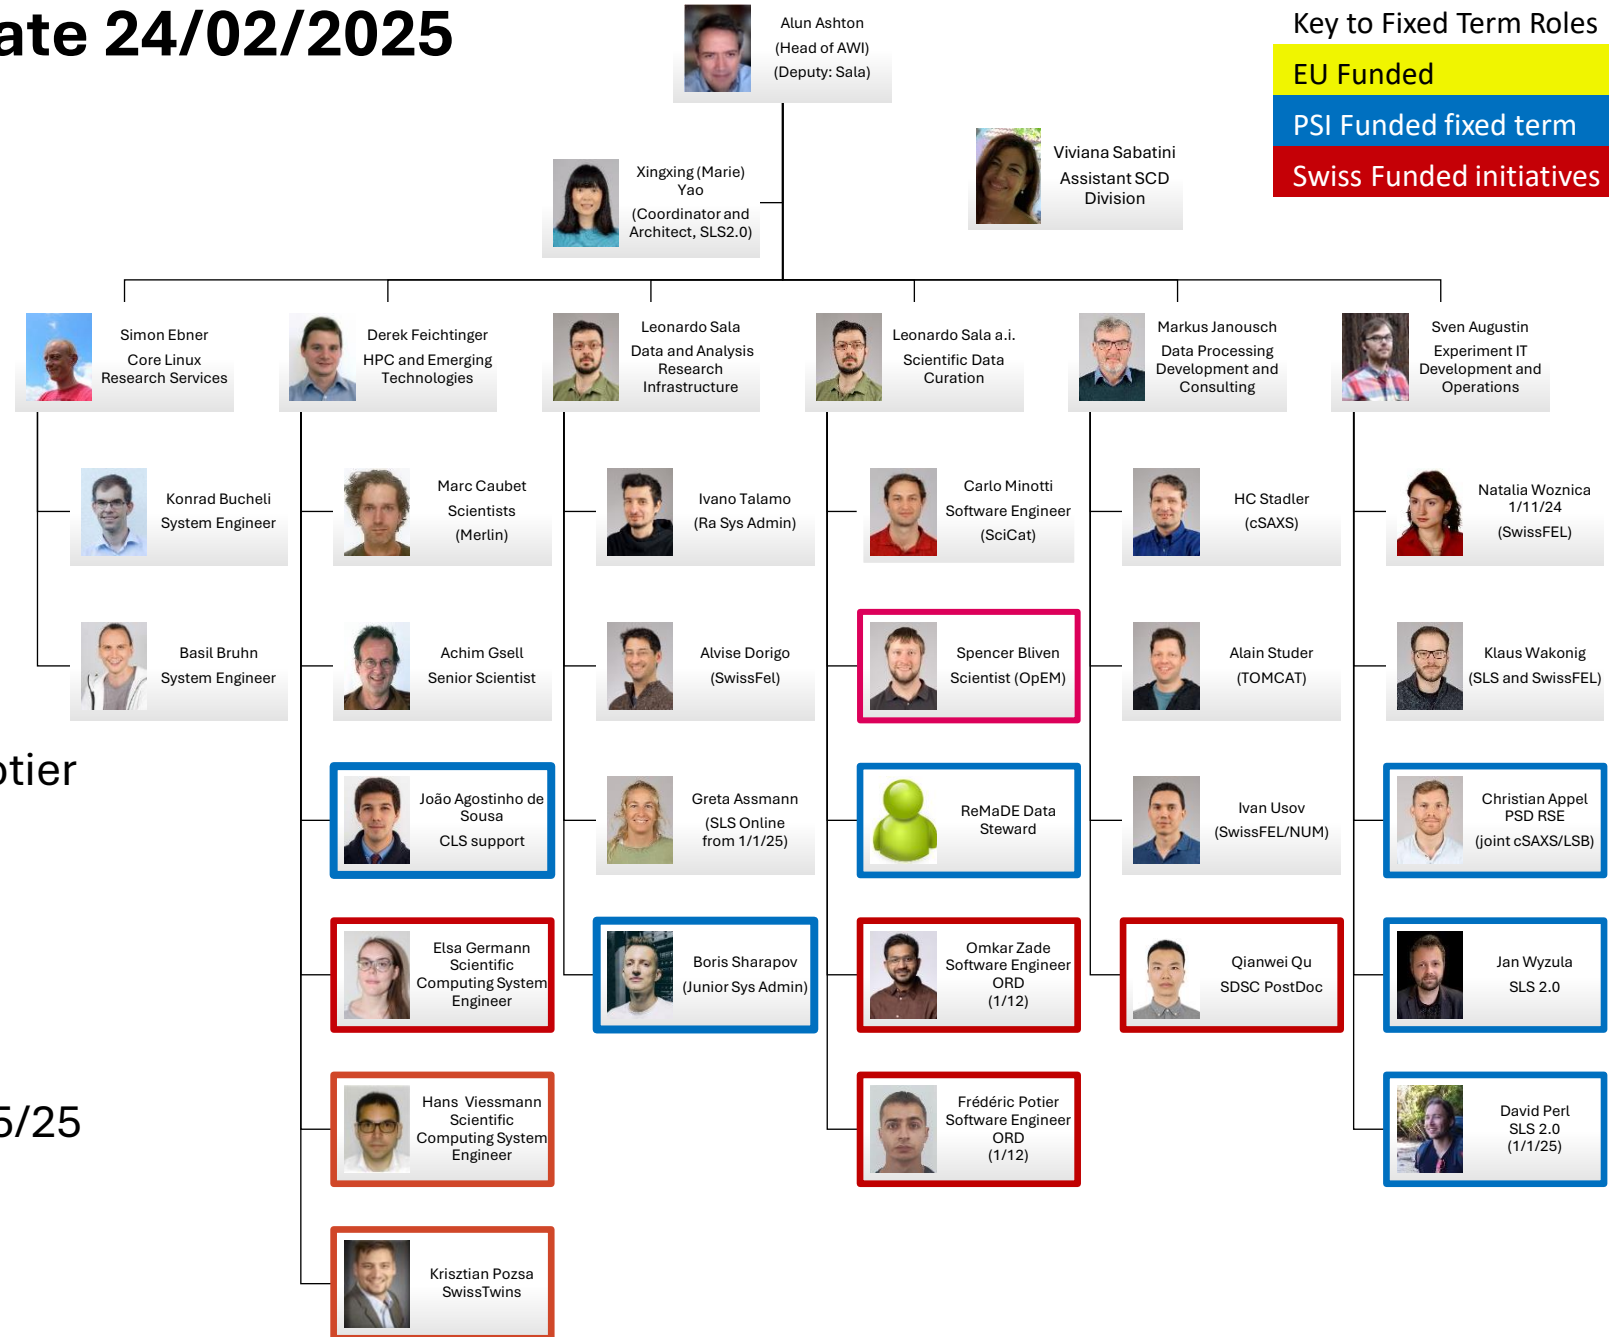 ate 24/02/2025
Alun Ashton
(Head of AWI)
(Deputy: Sala)
Key to Fixed Term Roles
EU Funded
PSI Funded fixed term
Swiss Funded initiatives
Xingxing (Marie)
Yao
(Coordinator and
Architect, SLS2.0)
Viviana Sabatini
Assistant SCD
Division
Simon Ebner
Core Linux
Research Services
Derek Feichtinger
HPC and Emerging
Technologies
Leonardo Sala
Data and Analysis
Research
Infrastructure
Leonardo Sala a.i.
Scientific Data
Curation
Markus Janousch
Data Processing
Development and
Consulting
Sven Augustin
Experiment IT
Development and
Operations
Konrad Bucheli
System Engineer
Marc Caubet
Scientists
(Merlin)
Ivano Talamo
(Ra Sys Admin)
Carlo Minotti
Software Engineer
(SciCat)
HC Stadler
(cSAXS)
Natalia Woznica
1/11/24
(SwissFEL)
Basil Bruhn
System Engineer
Achim Gsell
Senior Scientist
Alvise Dorigo
(SwissFel)
Spencer Bliven
Scientist (OpEM)
Alain Studer
(TOMCAT)
Klaus Wakonig
(SLS and SwissFEL)
otier
João Agostinho de
Sousa
CLS support
Greta Assmann
(SLS Online
from 1/1/25)
ReMaDE Data
Steward
Ivan Usov
(SwissFEL/NUM)
Christian Appel
PSD RSE
(joint cSAXS/LSB)
Elsa Germann
Scientific
Computing System
Engineer
Boris Sharapov
(Junior Sys Admin)
Omkar Zade
Software Engineer
ORD
(1/12)
Qianwei Qu
SDSC PostDoc
Jan Wyzula
SLS 2.0
5/25
Hans Viessmann
Scientific
Computing System
Engineer
Frédéric Potier
Software Engineer
ORD
(1/12)
David Perl
SLS 2.0
(1/1/25)
Krisztian Pozsa
SwissTwins